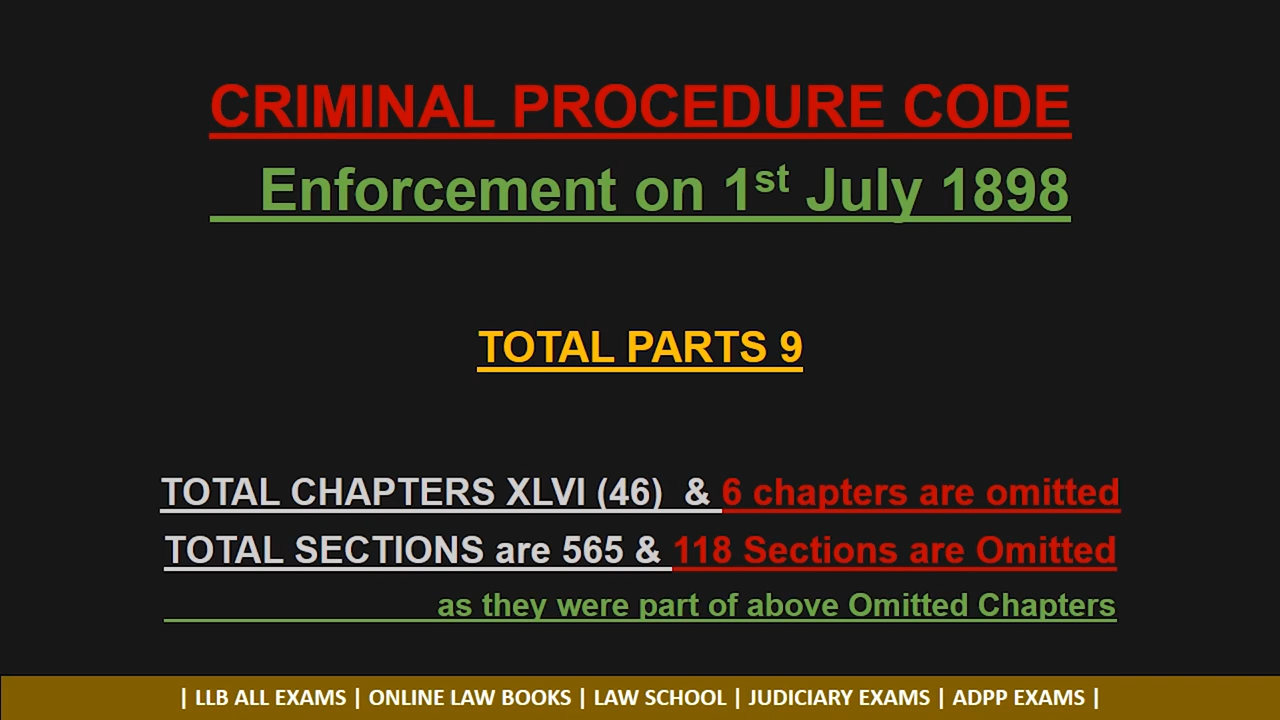 CRIMINAL PROCEDURE CODE
Enforcement on 1st July 1898
TOTAL PARTS 9
TOTAL CHAPTERS XLVI (46) & 6 chapters are omitted
TOTAL SECTIONS are 565 & 118 Sections are Omitted
as they were part of above Omitted Chapters
| LLB ALL EXAMS | ONLINE LAW BOOKS | LAW SCHOOL | JUDICIARY EXAMS | ADPP EXAMS |